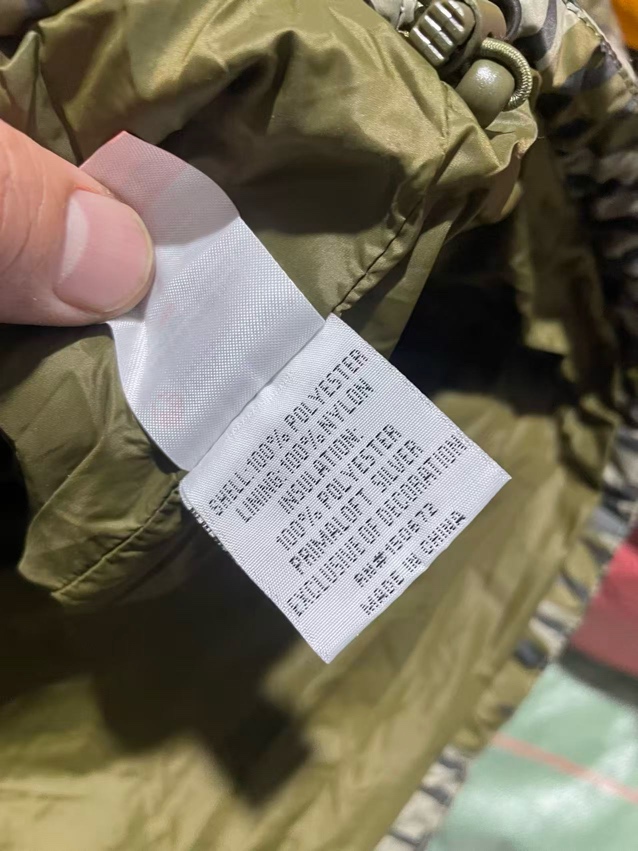 SHELL 100% POLYESTER
LINING 100% NYLON
INSULATION:
100% POLYESTER
PRIMALOFT SILVER
EXCLUSIVE OF DECORATION
MADE IN CHINA